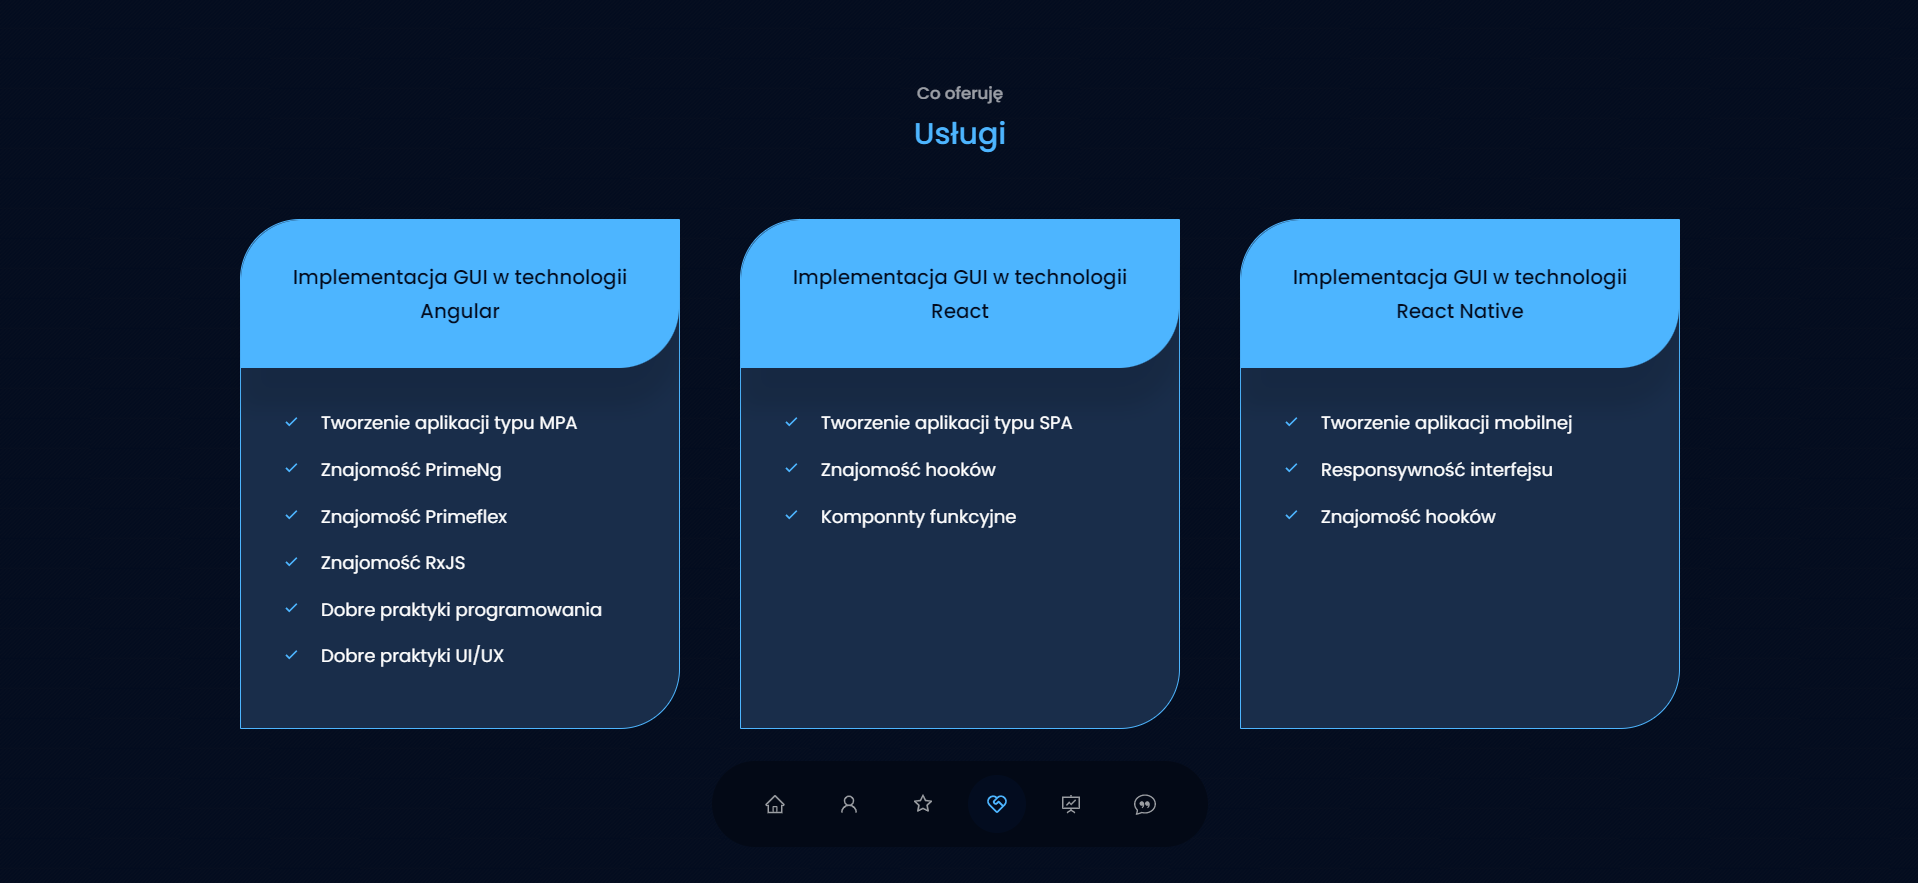 Co oferuję
Usługi
Implementacja GUI w technologii
Angular
Tworzenie aplikacji typu MPA
Znajomość PrimeNg
Znajomość Primeflex
Znajomość RxJS
Dobre praktyki programowania
Dobre praktyki UI/UX
Implementacja GUI w technologii
React
Tworzenie aplikacji typu SPA
Znajomość hooków
Komponnty funkcyjne
Implementacja GUI w technologii
React Native
Tworzenie aplikacji mobilnej
Responsywność interfejsu
Znajomość hooków